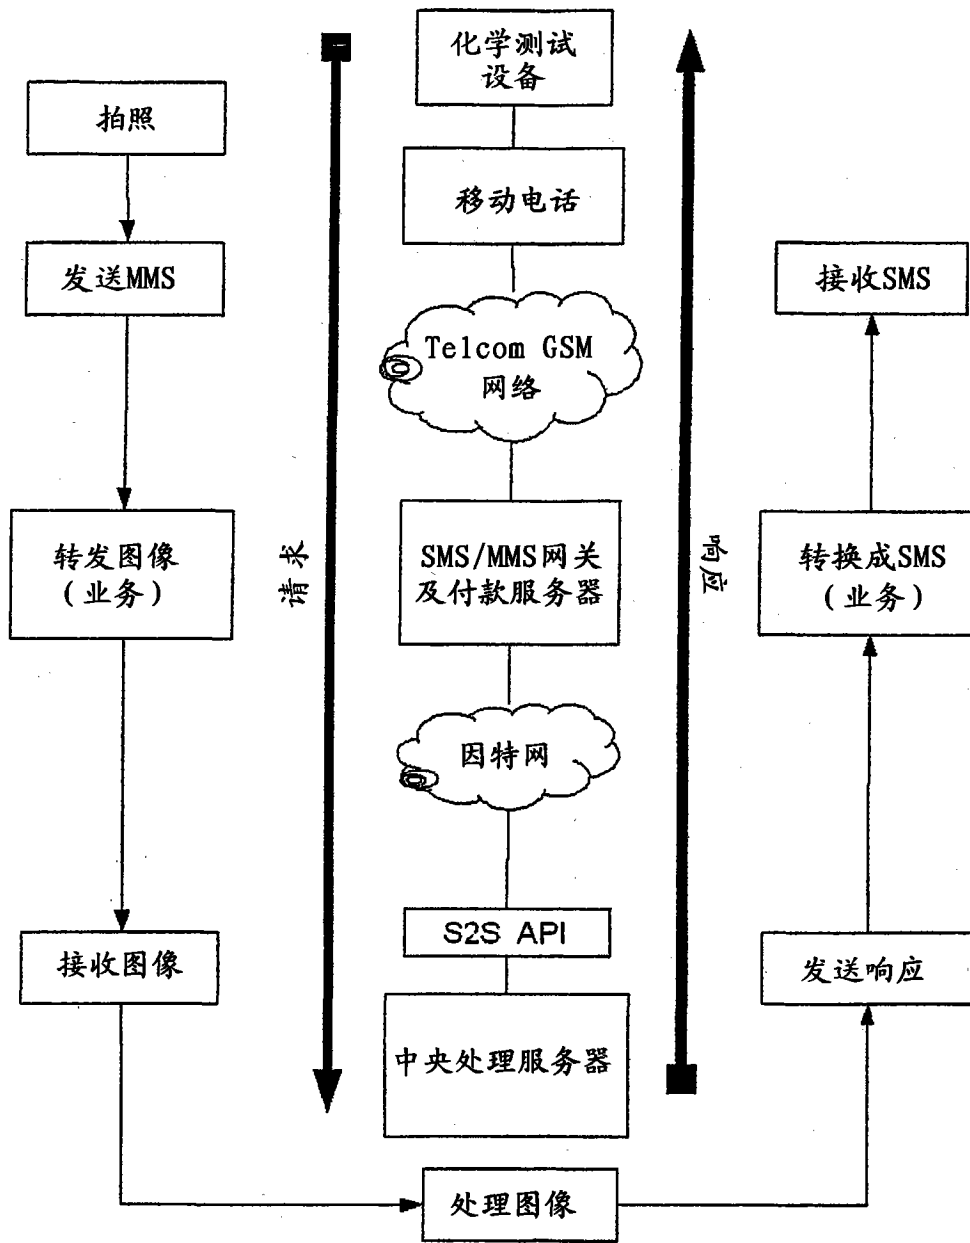 化学测试
设备
拍照
移动电话
发送MMS
接收SMS
Telcom GSM
网络
请求
响应
转发图像
(业务)
SMS/MMS网关
及付款服务器
转换成SMS
(业务)
因特网
S2S API
接收图像
发送响应
中央处理服务器
处理图像